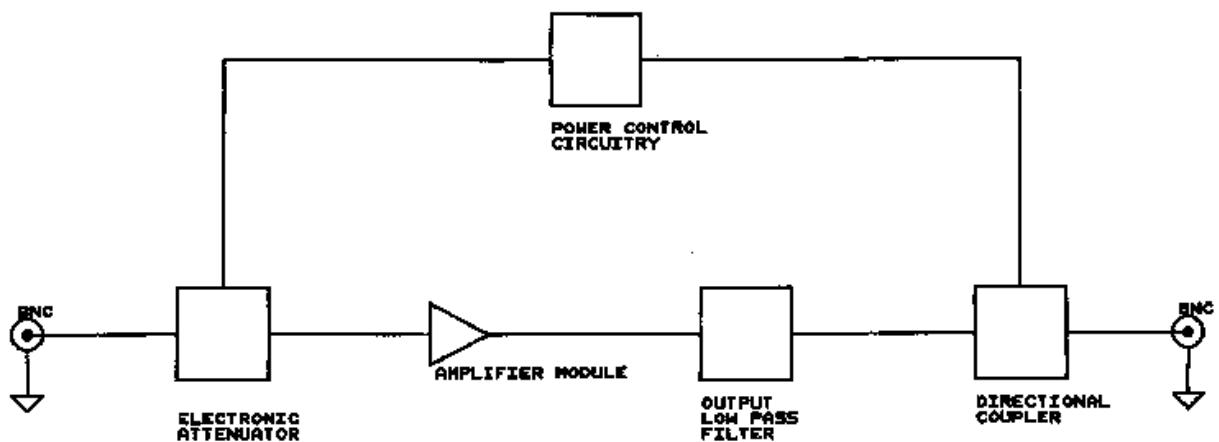 POWER CONTROL
CIRCUITRY
BNC
BNC
AMPLIFIER MODULE
ELECTRONIC
ATTENUATOR
OUTPUT
LOW PASS
FILTER
DIRECTIONAL
COUPLER